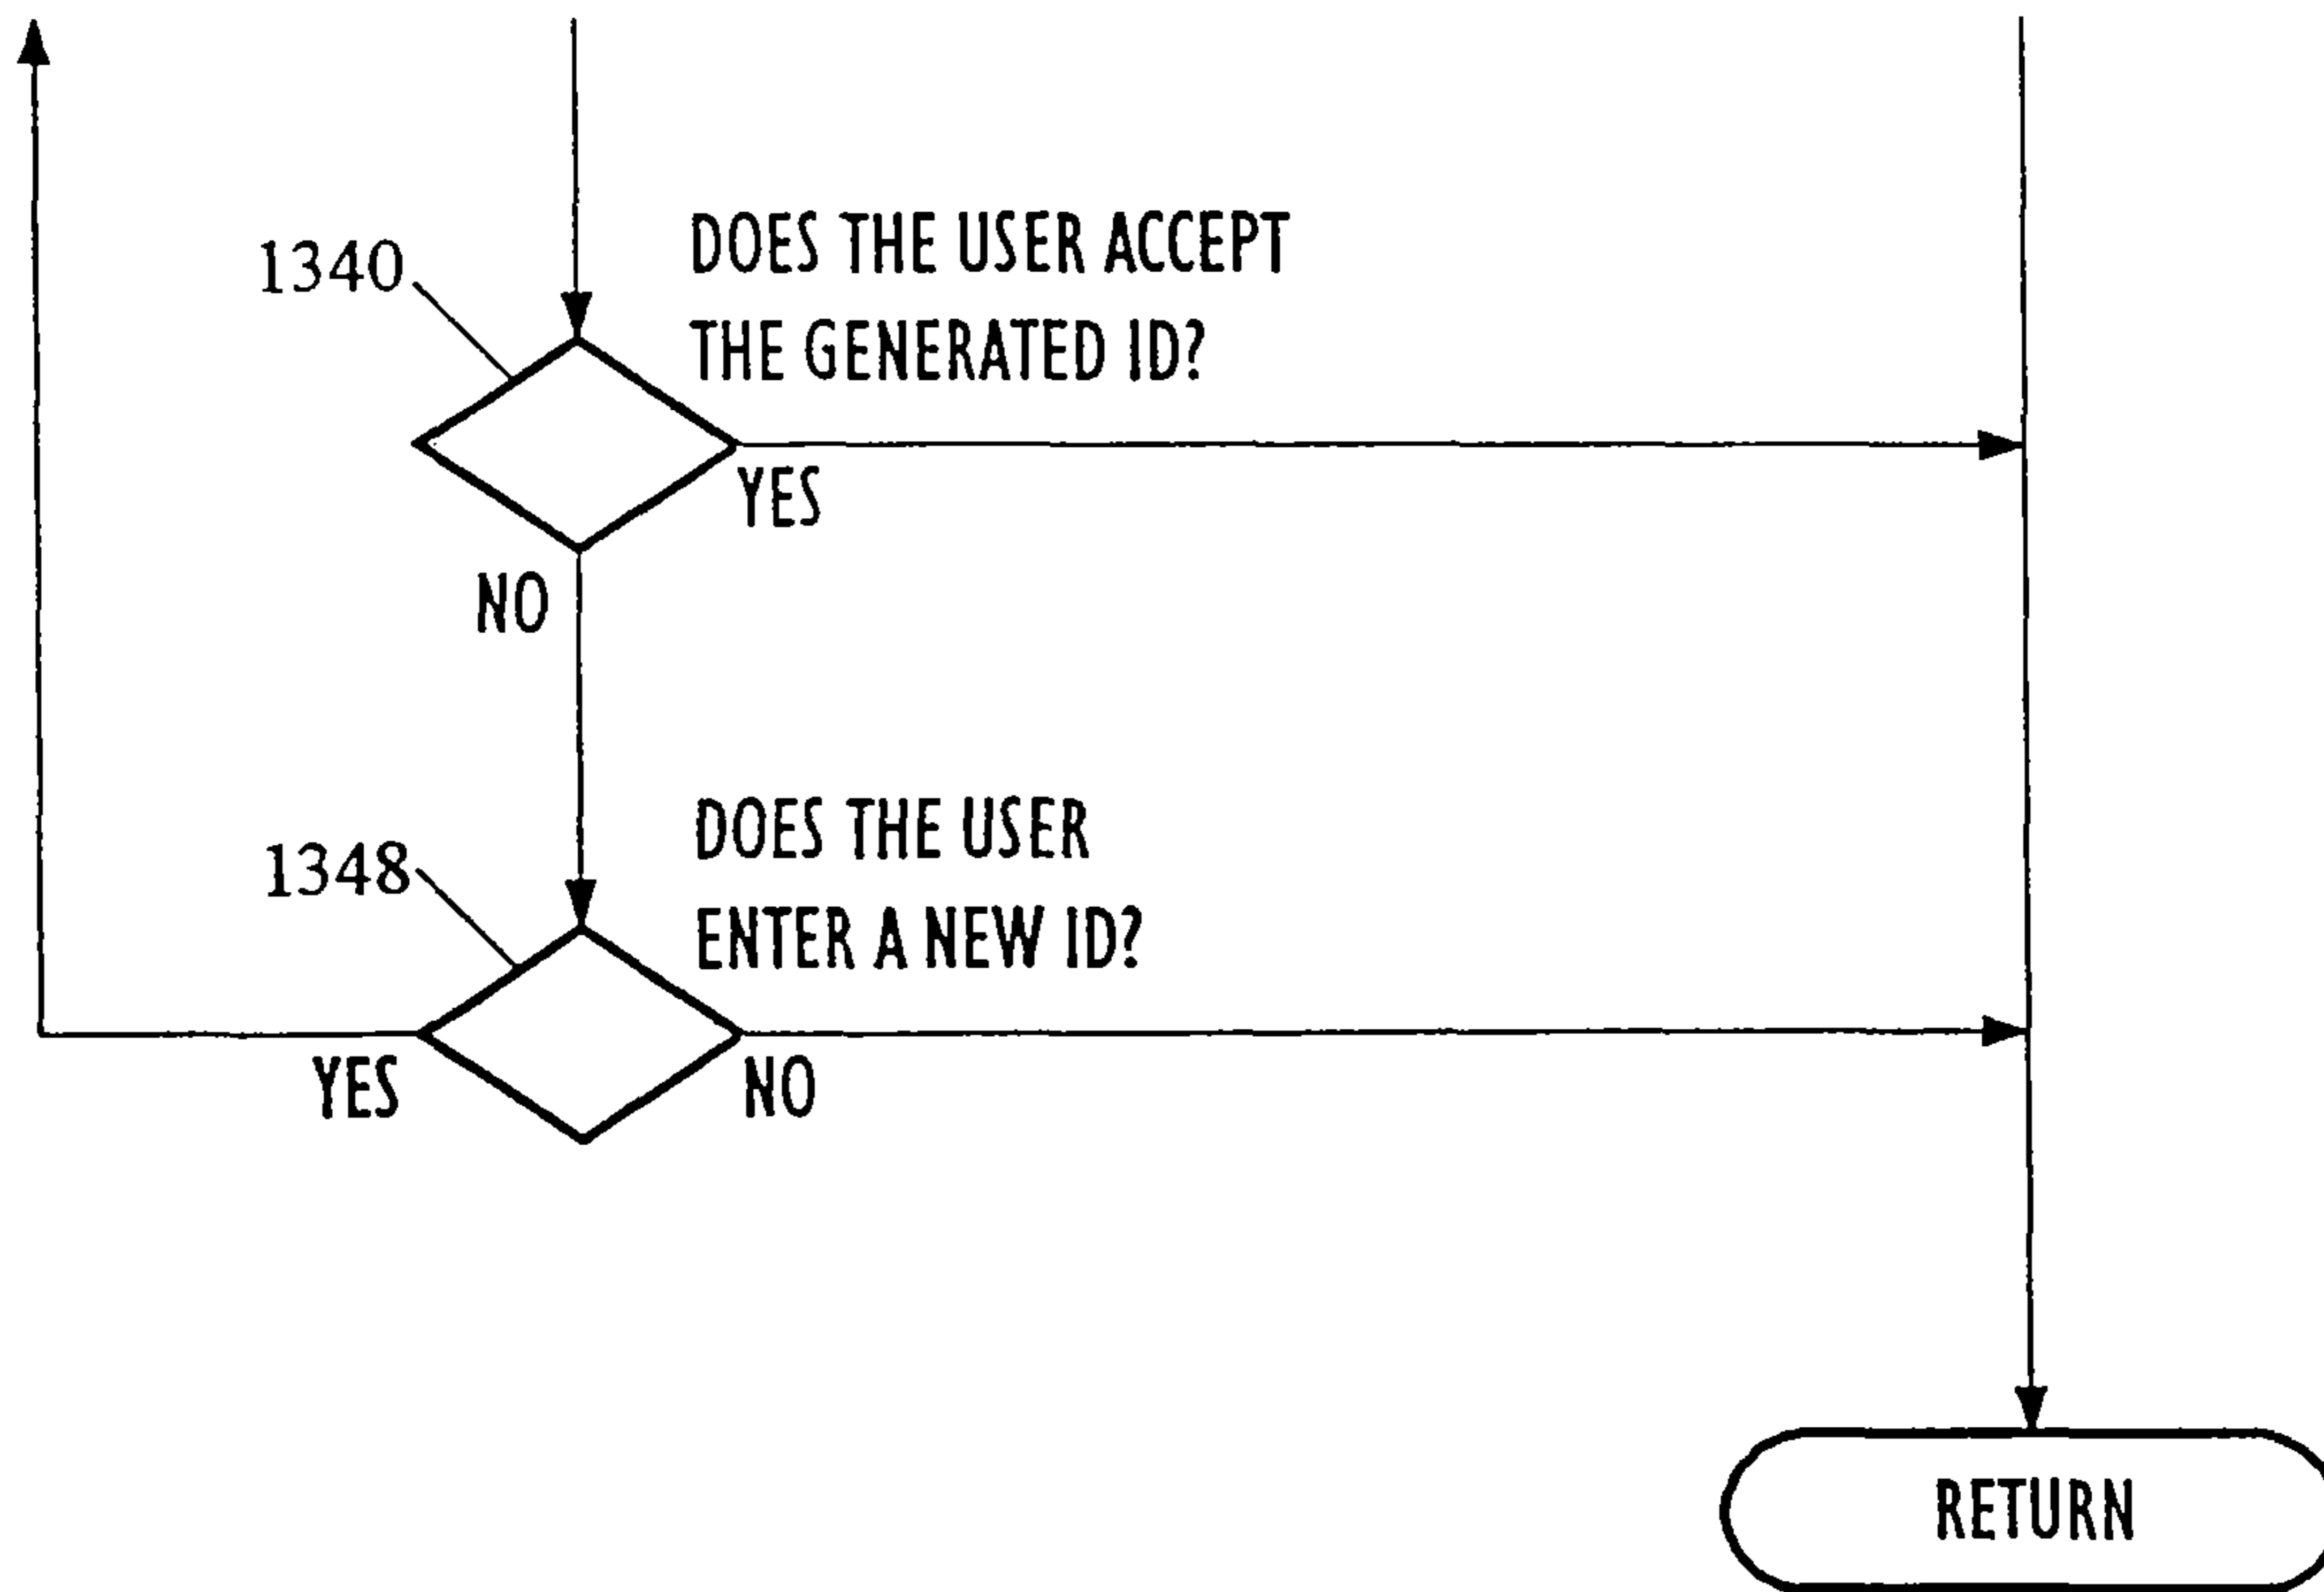 DOES THE USER ACCEPT
THE GENERATED ID?
1340
YES
NO
DOES THE USER
ENTER A NEW ID?
1348
YES
NO
RETURN